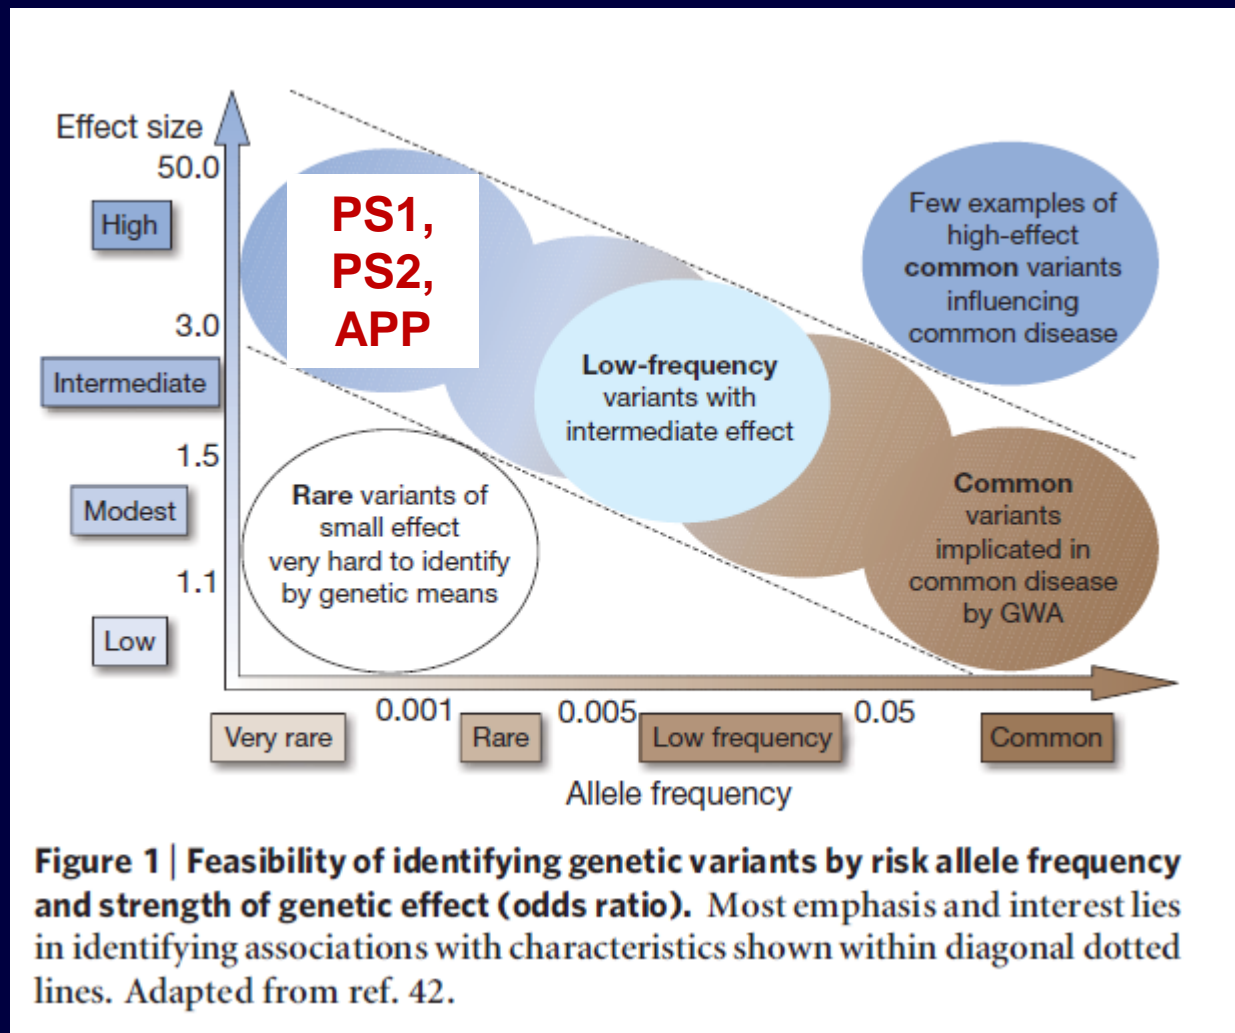 Effect size
50.0
High
3.0
Intermediate
1.5
Modest
1.1
Low
PS1,
PS2,
APP
Few examples of
high-effect
common variants
influencing
common disease
Low-frequency
variants with
intermediate effect
Rare variants of
small effect
very hard to identify
by genetic means
Common
variants
implicated in
common disease
by GWA
0.001
0.005
0.05
Very rare
Rare
Low frequency
Common
Allele frequency
Figure 1 | Feasibility of identifying genetic variants by risk allele frequency
and strength of genetic effect (odds ratio). Most emphasis and interest lies
in identifying associations with characteristics shown within diagonal dotted
lines. Adapted from ref. 42.